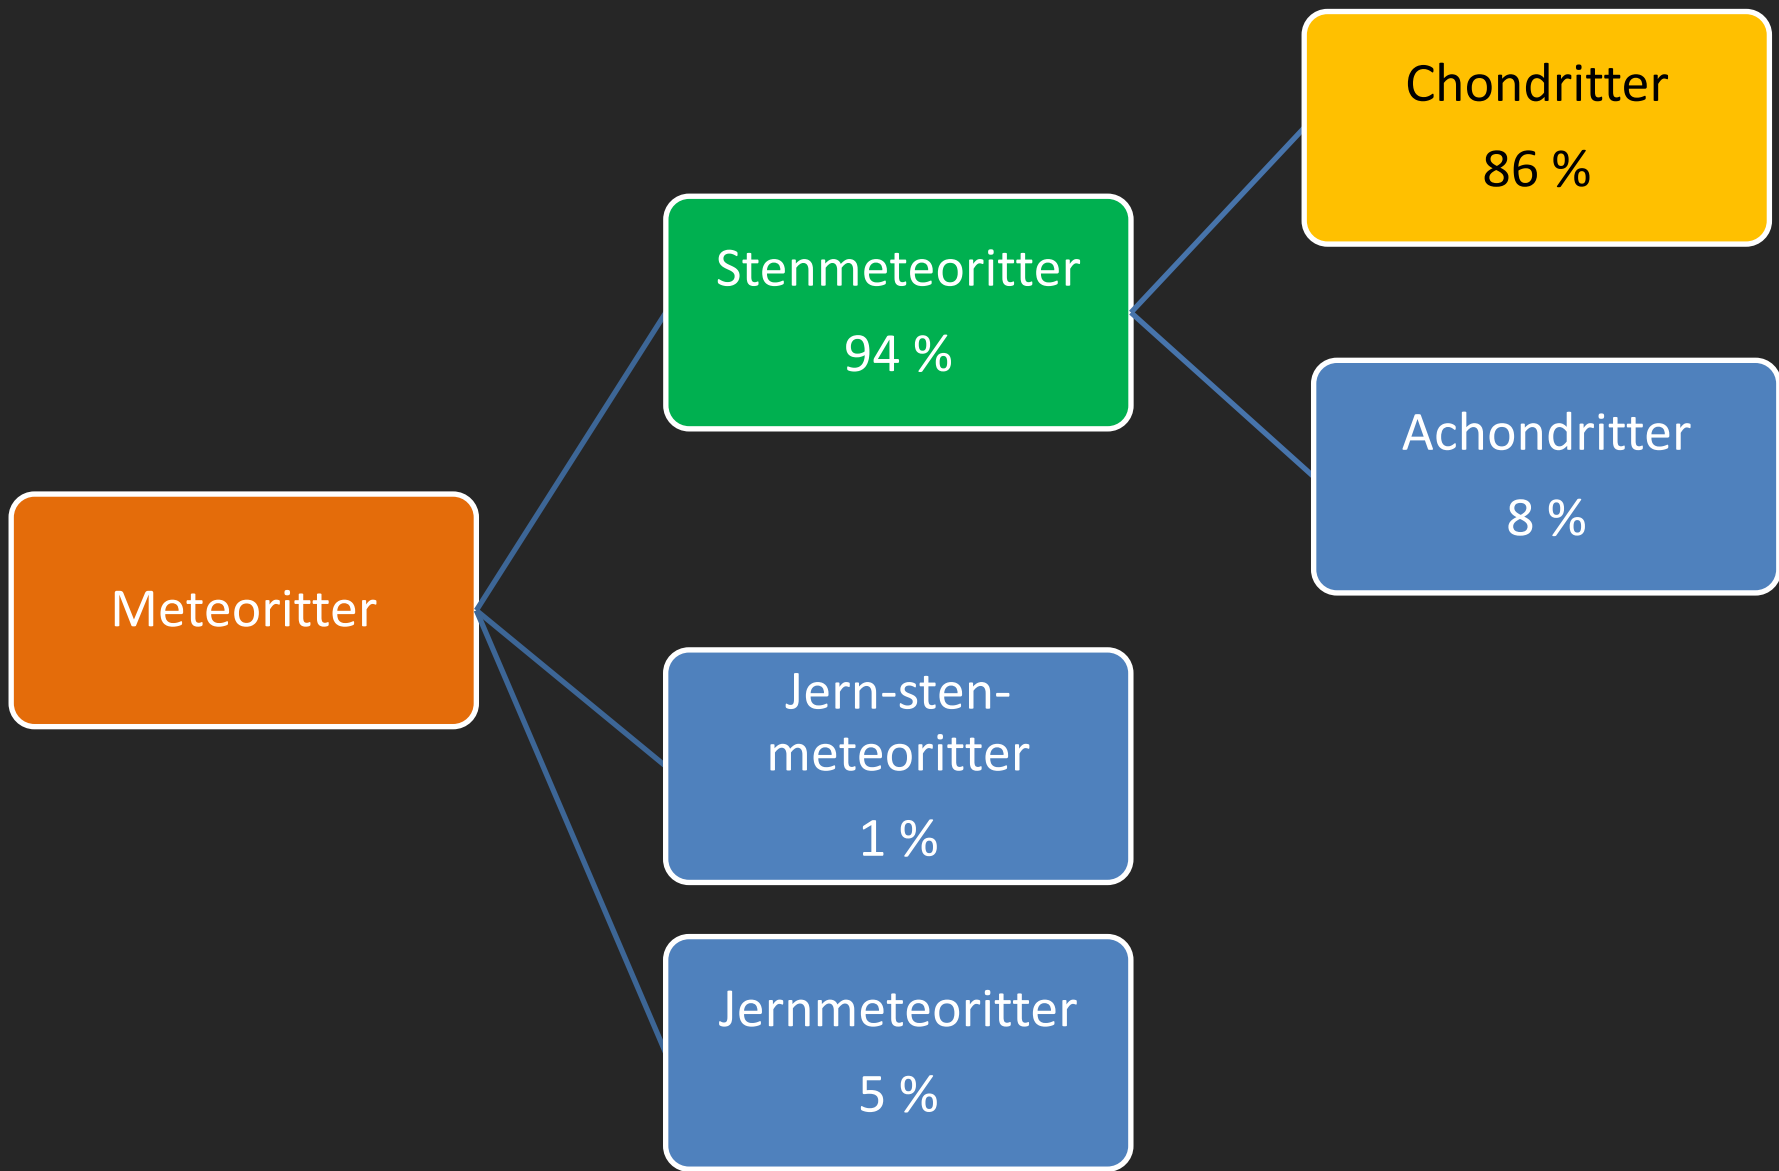 Meteoritter
Stenmeteoritter
94 %
Chondritter
86 %
Achondritter
8 %
Jern-sten-
meteoritter
1 %
Jernmeteoritter
5 %